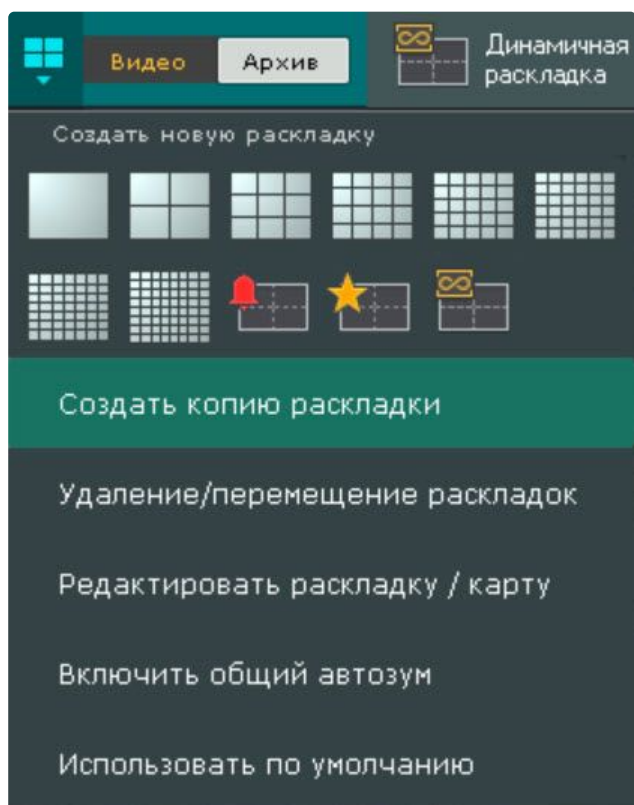 Видео
Архив
Динамичная
раскладка
Создать новую раскладку
Создать копию раскладки
Удаление/перемещение раскладок
Редактировать раскладку / карту
Включить общий автозум
Использовать по умолчанию